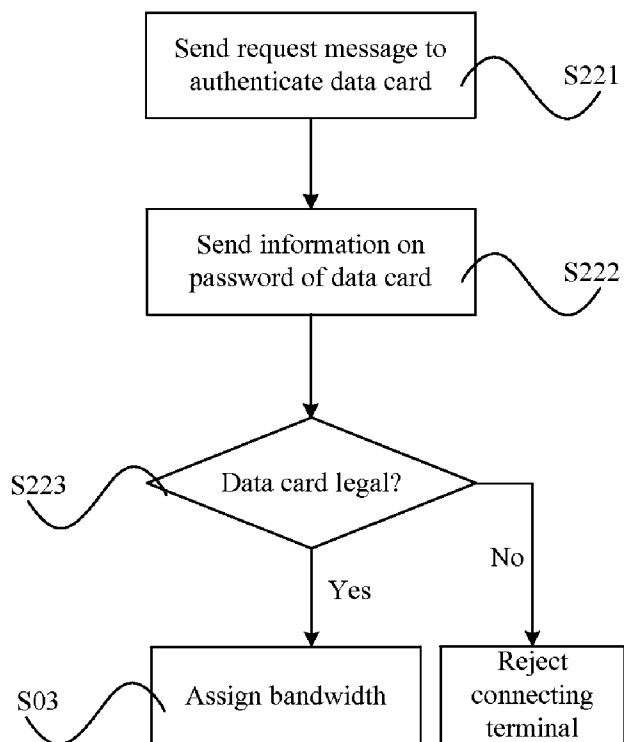 Send request message to
authenticate data card
S221
Send information on
password of data card
S222
Data card legal?
S223
Yes
No
Assign bandwidth
S03
Reject
connecting
terminal